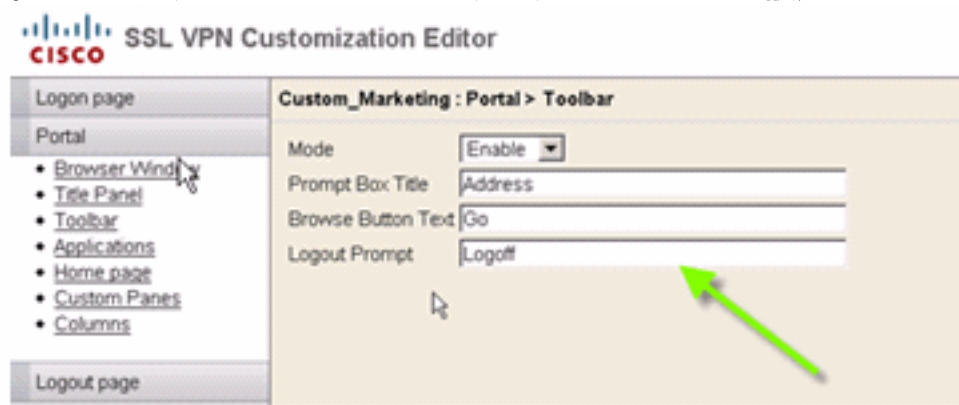 CISCO SSL VPN Customization Editor
Logon page
Portal
Browser Window
Title Panel
Toolbar
Applications
Home page
Custom Panes
Columns
Logout page
Custom_Marketing : Portal > Toolbar
Mode Enable
Prompt Box Title Address
Browse Button Text Go
Logout Prompt Logoff